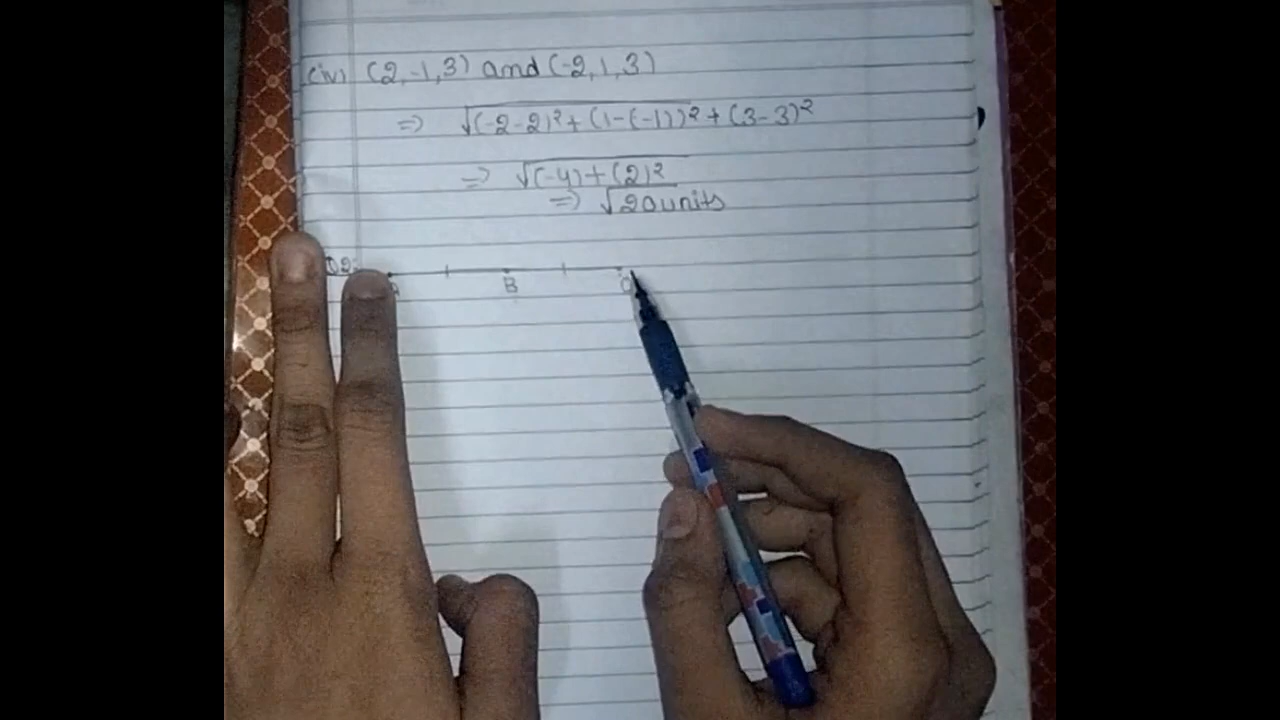 (iv) (2,-1,3) and (-2,1,3)
=> √(-2-2)²+(1-(-1))²+(3-3)²
=> √(-4)+(2)²
=> √20 units
Q2.
A B C